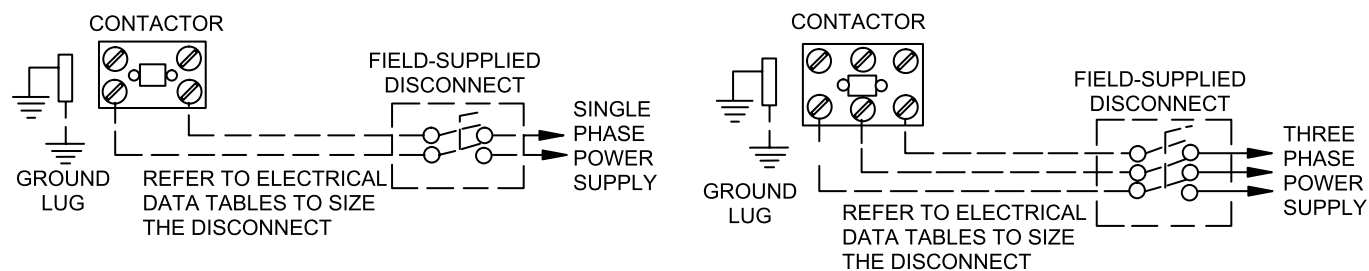 CONTACTOR
FIELD-SUPPLIED
DISCONNECT
SINGLE
PHASE
POWER
SUPPLY
GROUND
LUG
REFER TO ELECTRICAL
DATA TABLES TO SIZE
THE DISCONNECT
CONTACTOR
FIELD-SUPPLIED
DISCONNECT
THREE
PHASE
POWER
SUPPLY
GROUND
LUG
REFER TO ELECTRICAL
DATA TABLES TO SIZE
THE DISCONNECT